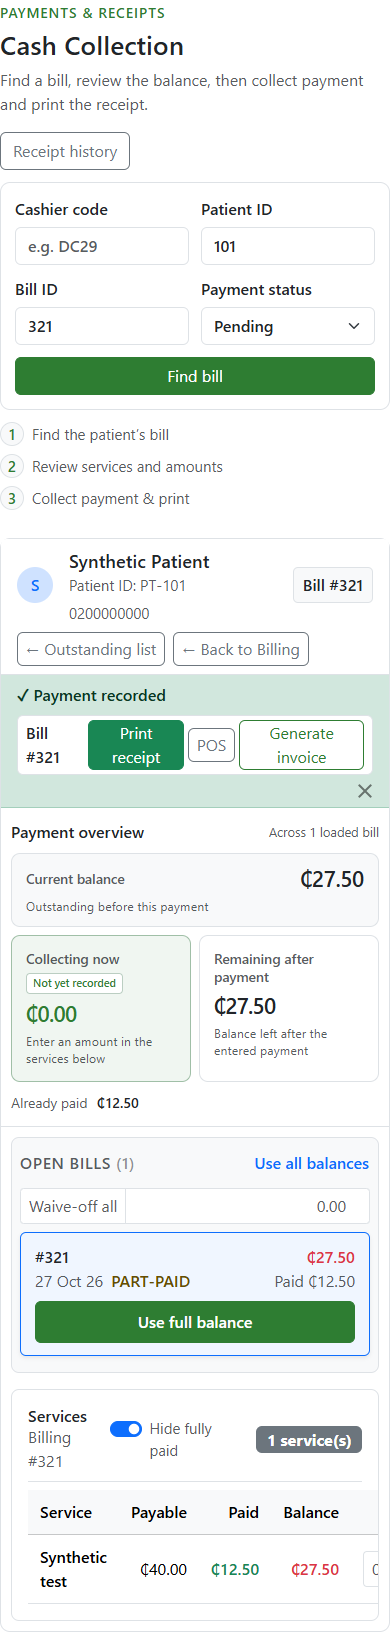 PAYMENTS & RECEIPTS
Cash Collection
Find a bill, review the balance, then collect payment
and print the receipt.
Receipt history
Cashier code
Patient ID
e.g. DC29
101
Bill ID
Payment status
321
Pending
Find bill
1 Find the patient's bill
2 Review services and amounts
3 Collect payment & print
S
Synthetic Patient
Patient ID: PT-101
0200000000
Bill #321
← Outstanding list
← Back to Billing
✓ Payment recorded
Bill
#321
Print
receipt
POS
Generate
invoice
Payment overview
Across 1 loaded bill
Current balance
₵27.50
Outstanding before this payment
Collecting now
Not yet recorded
₵0.00
Enter an amount in the
services below
Remaining after
payment
₵27.50
Balance left after the
entered payment
Already paid ₵12.50
OPEN BILLS (1)
Use all balances
Waive-off all
0.00
#321
₵27.50
27 Oct 26 PART-PAID
Paid ₵12.50
Use full balance
Services
Billing
#321
Hide fully
paid
1 service(s)
Service Payable Paid Balance
Synthetic
test
₵40.00 ₵12.50 ₵27.50